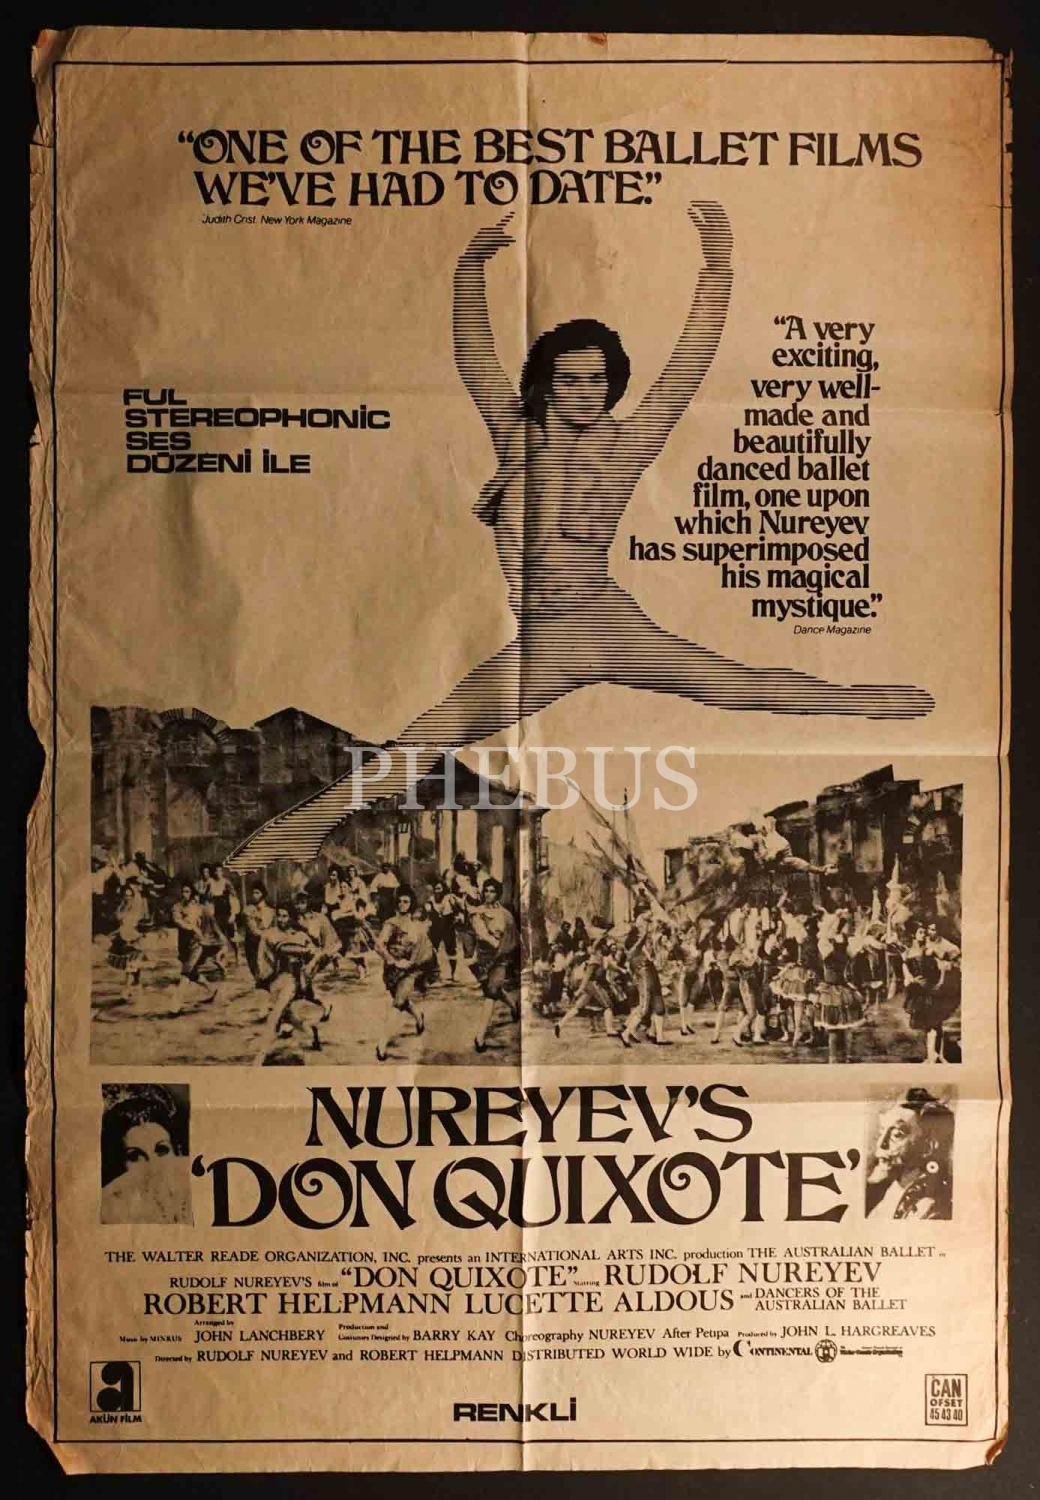 “ONE OF THE BEST BALLET FILMS
WE'VE HAD TO DATE.”
Judith Crist. New York Magazine
“A very
exciting,
very well-
made and
beautifully
danced ballet
film, one upon
which Nureyev
has superimposed
his magical
mystique.”
Dance Magazine
FUL
STEREOPHONİC
SES
DÜZENİ İLE
PHEBUS
NUREYEV'S
‘DON QUIXOTE’
THE WALTER READE ORGANIZATION, INC. presents an INTERNATIONAL ARTS INC. production THE AUSTRALIAN BALLET in
RUDOLF NUREYEV'S film of “DON QUIXOTE” starring RUDOLF NUREYEV
ROBERT HELPMANN LUCETTE ALDOUS and DANCERS OF THE
AUSTRALIAN BALLET
Music by MINKUS Arranged by JOHN LANCHBERY Production and Costumes Designed by BARRY KAY Choreography NUREYEV After Petipa Produced by JOHN L. HARGREAVES
Directed by RUDOLF NUREYEV and ROBERT HELPMANN DISTRIBUTED WORLD WIDE by CONTINENTAL
a
AKÜN FİLM
RENKLİ
CAN
OFSET
45 43 40